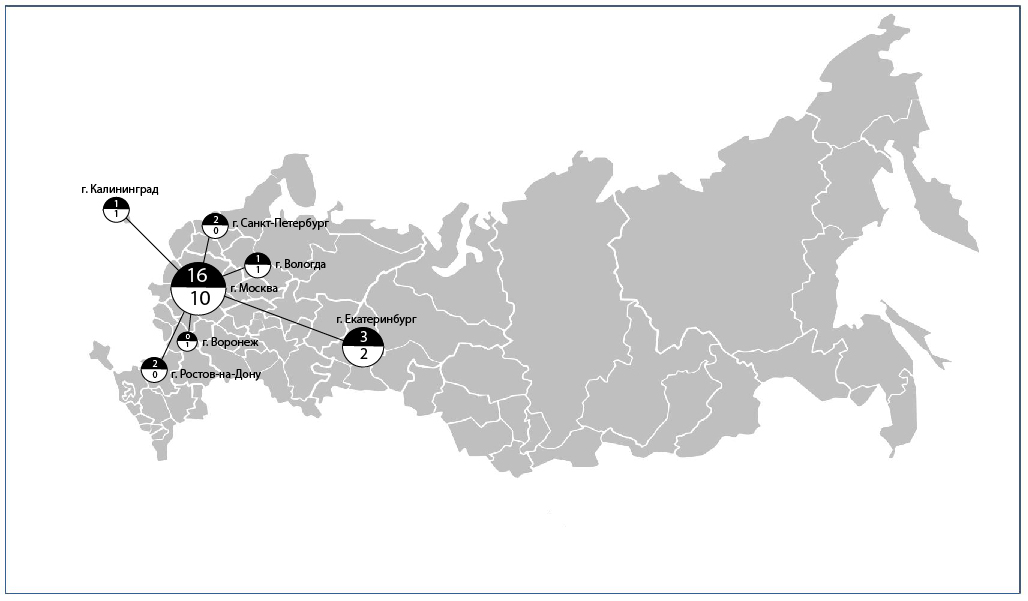 г. Калининград
1
1
2
0
г. Санкт-Петербург
1
1
г. Вологда
16
10
г. Москва
г. Екатеринбург
3
2
0
1
г. Воронеж
2
0
г. Ростов-на-Дону